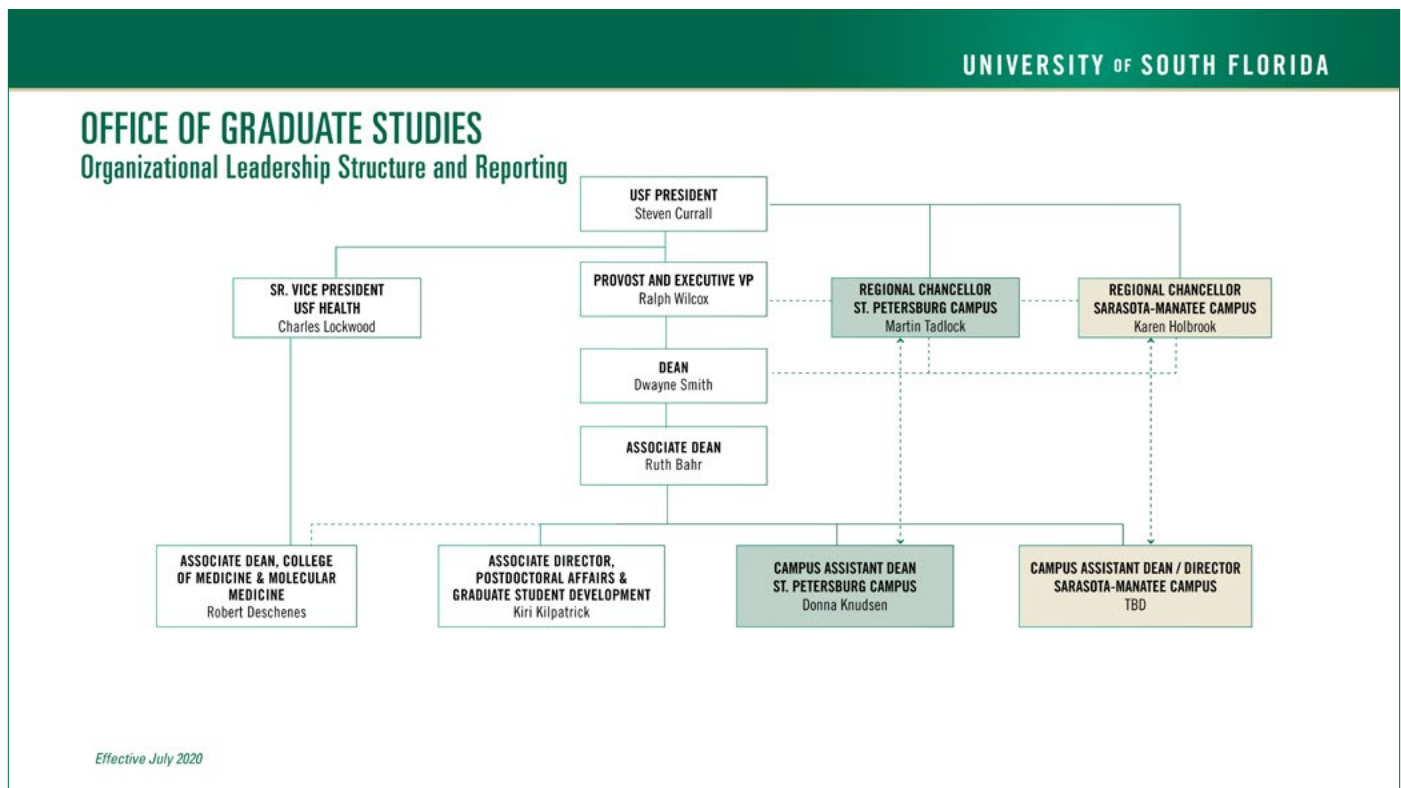 UNIVERSITY OF SOUTH FLORIDA
OFFICE OF GRADUATE STUDIES
Organizational Leadership Structure and Reporting
USF PRESIDENT
Steven Currall
SR. VICE PRESIDENT
USF HEALTH
Charles Lockwood
PROVOST AND EXECUTIVE VP
Ralph Wilcox
REGIONAL CHANCELLOR
ST. PETERSBURG CAMPUS
Martin Tadlock
REGIONAL CHANCELLOR
SARASOTA-MANATEE CAMPUS
Karen Holbrook
DEAN
Dwayne Smith
ASSOCIATE DEAN
Ruth Bahr
ASSOCIATE DEAN, COLLEGE
OF MEDICINE & MOLECULAR
MEDICINE
Robert Deschenes
ASSOCIATE DIRECTOR,
POSTDOCTORAL AFFAIRS &
GRADUATE STUDENT DEVELOPMENT
Kiri Kilpatrick
CAMPUS ASSISTANT DEAN
ST. PETERSBURG CAMPUS
Donna Knudsen
CAMPUS ASSISTANT DEAN / DIRECTOR
SARASOTA-MANATEE CAMPUS
TBD
Effective July 2020